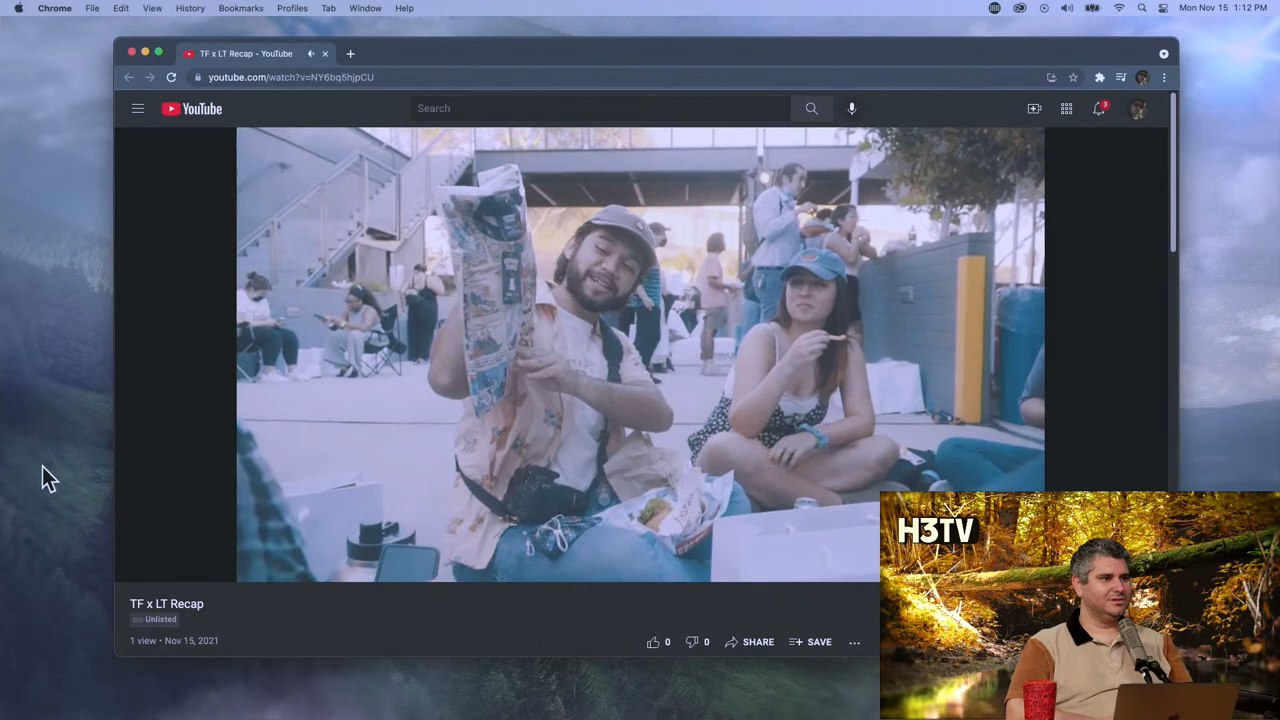 Chrome File Edit View History Bookmarks Profiles Tab Window Help Mon Nov 15 1:12 PM
TF x LT Recap - YouTube
youtube.com/watch?v=NY6bq5hjpCU
YouTube Search 3
H3TV
TF x LT Recap
Unlisted
1 view • Nov 15, 2021 0 0 SHARE SAVE